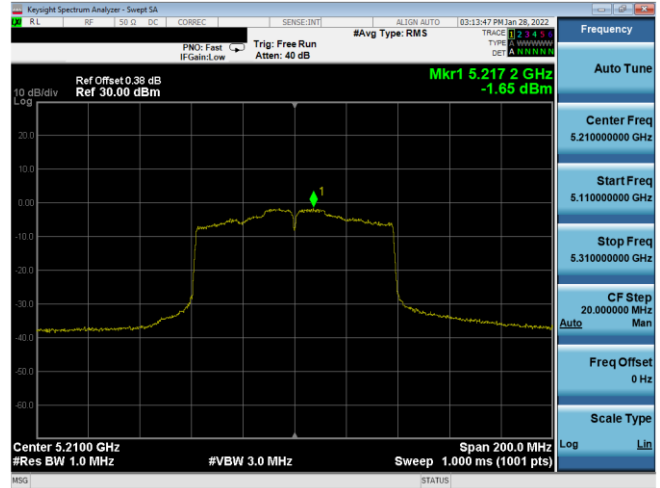 Keysight Spectrum Analyzer - Swept SA
RL RF 50 Ω DC CORREC SENSE:INT ALIGN AUTO 03:13:47 PM Jan 28, 2022
#Avg Type: RMS
TRACE 1 2 3 4 5 6
PNO: Fast Trig: Free Run TYPE A WWWWW
IFGain:Low Atten: 40 dB DET A NNNNN
Mkr1 5.217 2 GHz
-1.65 dBm
Ref Offset 0.38 dB
10 dB/div Ref 30.00 dBm
Log
20.0
10.0
0.00
-10.0
-20.0
-30.0
-40.0
-50.0
-60.0
1
Center 5.2100 GHz Span 200.0 MHz
#Res BW 1.0 MHz #VBW 3.0 MHz Sweep 1.000 ms (1001 pts)
MSG STATUS
Frequency
Auto Tune
Center Freq
5.210000000 GHz
Start Freq
5.110000000 GHz
Stop Freq
5.310000000 GHz
CF Step
20.000000 MHz
Auto Man
Freq Offset
0 Hz
Scale Type
Log Lin